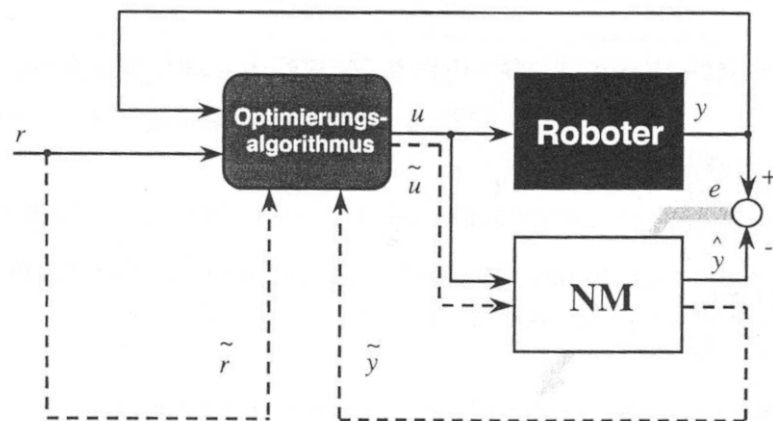 r
Optimierungs-
algorithmus
u
ũ
Roboter
y
e
+
-
ŷ
NM
r̃
ỹ